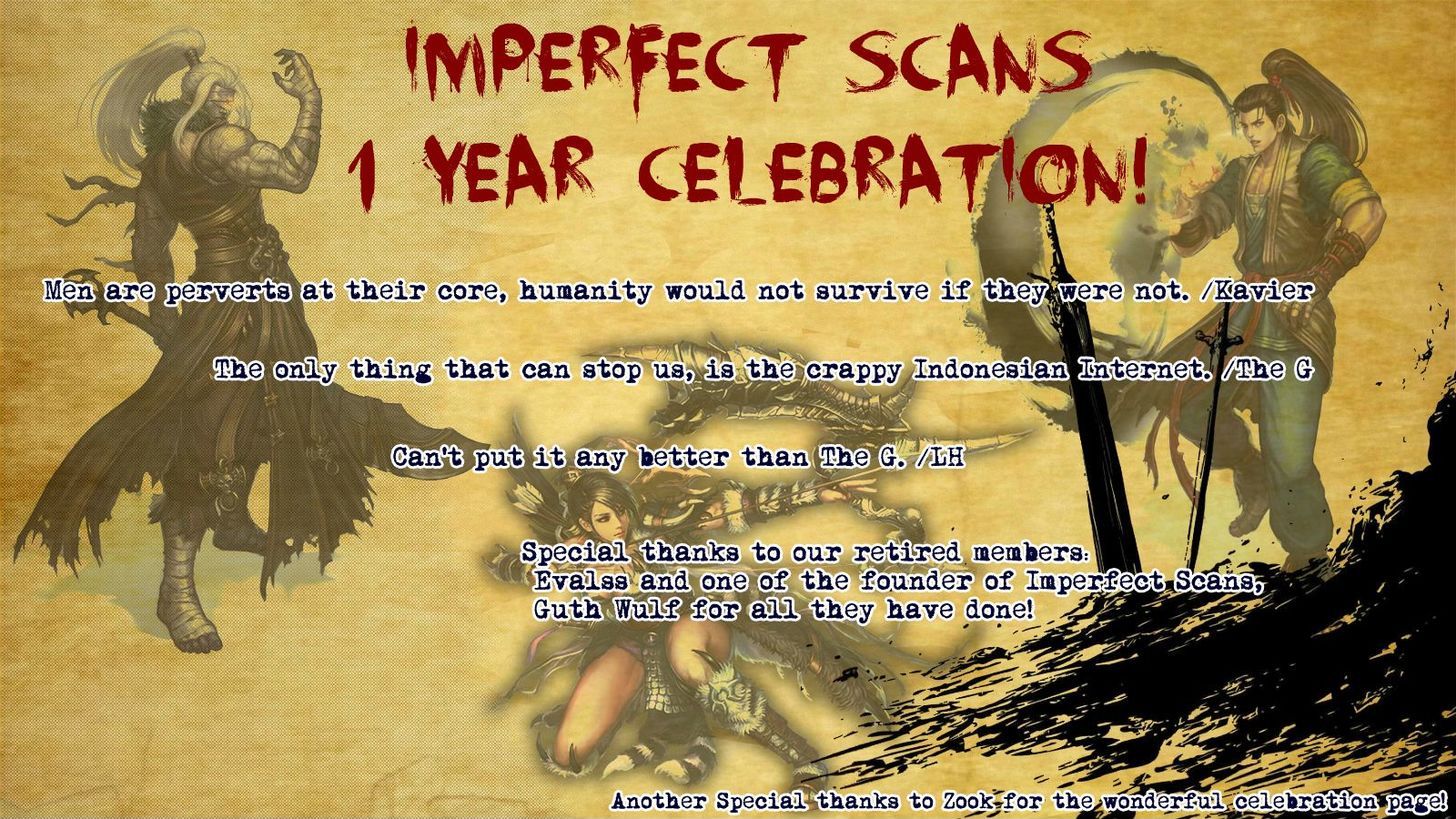 IMPERFECT SCANS
1 YEAR CELEBRATION!
Men are perverts at their core, humanity would not survive if they were not. /Kavier
The only thing that can stop us, is the crappy Indonesian Internet. /The G
Can't put it any better than The G. /LH
Special thanks to our retired members:
Evalss and one of the founder of Imperfect Scans,
Guth Wulf for all they have done!
Another Special thanks to Zook for the wonderful celebration page!